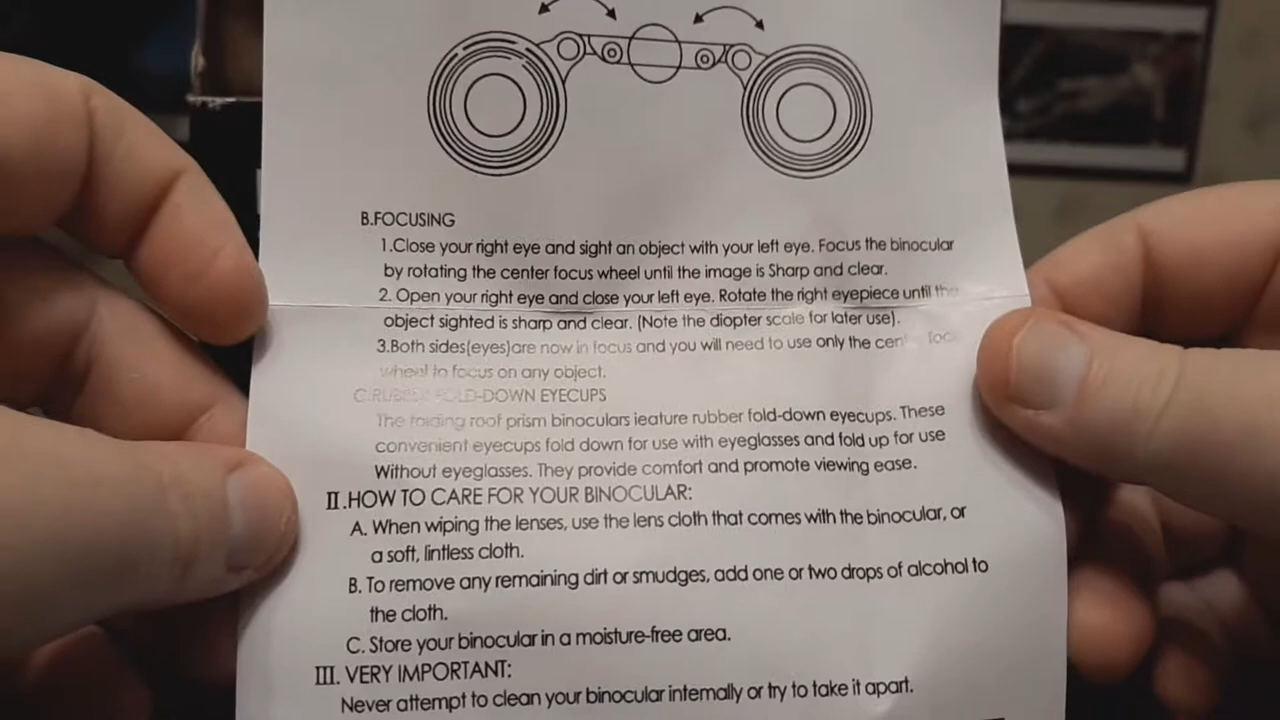 B.FOCUSING
1.Close your right eye and sight an object with your left eye. Focus the binocular
by rotating the center focus wheel until the image is Sharp and clear.
2. Open your right eye and close your left eye. Rotate the right eyepiece until the
object sighted is sharp and clear. (Note the diopter scale for later use).
3.Both sides(eyes)are now in focus and you will need to use only the
wheel to focus on any object.
FOLD-DOWN EYECUPS
The folding roof prism binoculars ieature rubber fold-down eyecups. These
convenient eyecups fold down for use with eyeglasses and fold up for use
Without eyeglasses. They provide comfort and promote viewing ease.
II.HOW TO CARE FOR YOUR BINOCULAR:
A. When wiping the lenses, use the lens cloth that comes with the binocular, or
a soft, lintless cloth.
B. To remove any remaining dirt or smudges, add one or two drops of alcohol to
the cloth.
C. Store your binocular in a moisture-free area.
III. VERY IMPORTANT:
Never attempt to clean your binocular internally or try to take it apart.